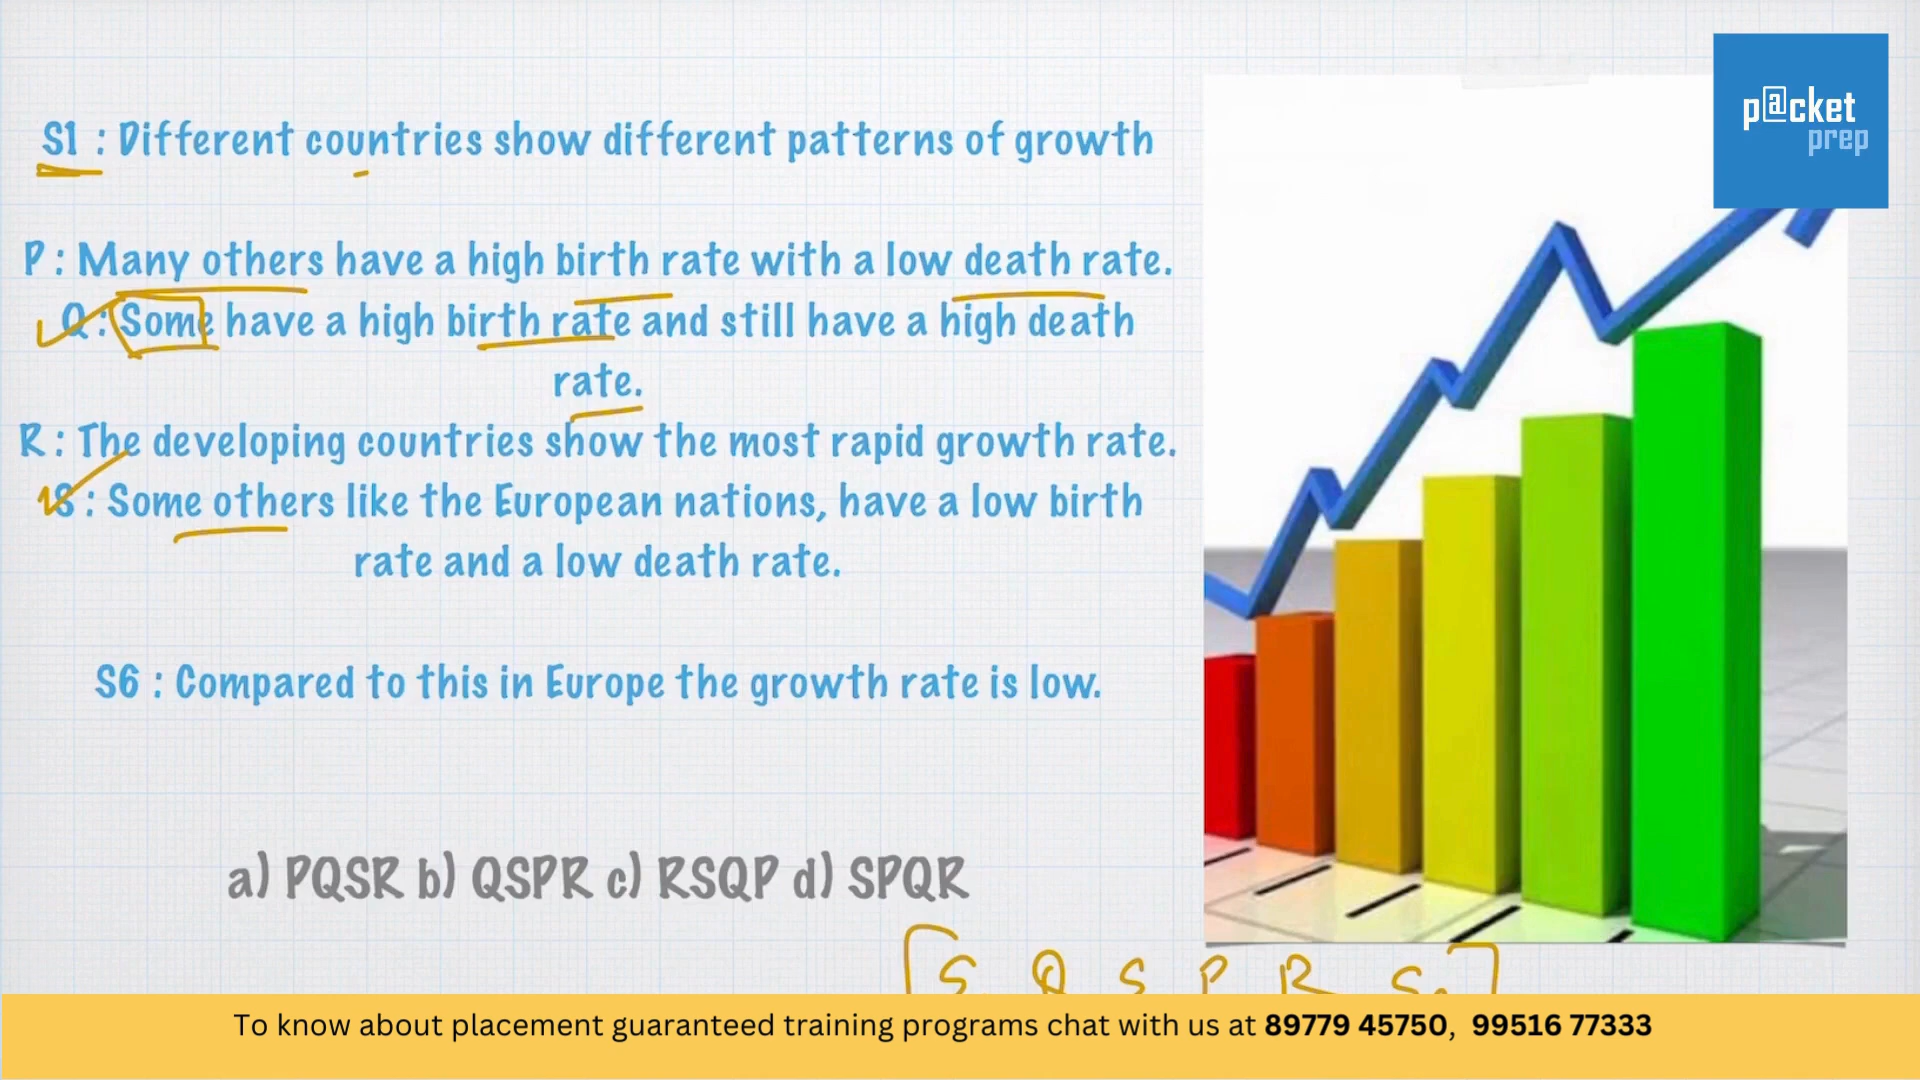 p@cket
prep
S1 : Different countries show different patterns of growth
P : Many others have a high birth rate with a low death rate.
Q : Some have a high birth rate and still have a high death
rate.
R : The developing countries show the most rapid growth rate.
S : Some others like the European nations, have a low birth
rate and a low death rate.
S6 : Compared to this in Europe the growth rate is low.
a) PQSR b) QSPR c) RSQP d) SPQR
S Q S P R S
To know about placement guaranteed training programs chat with us at 89779 45750, 99516 77333